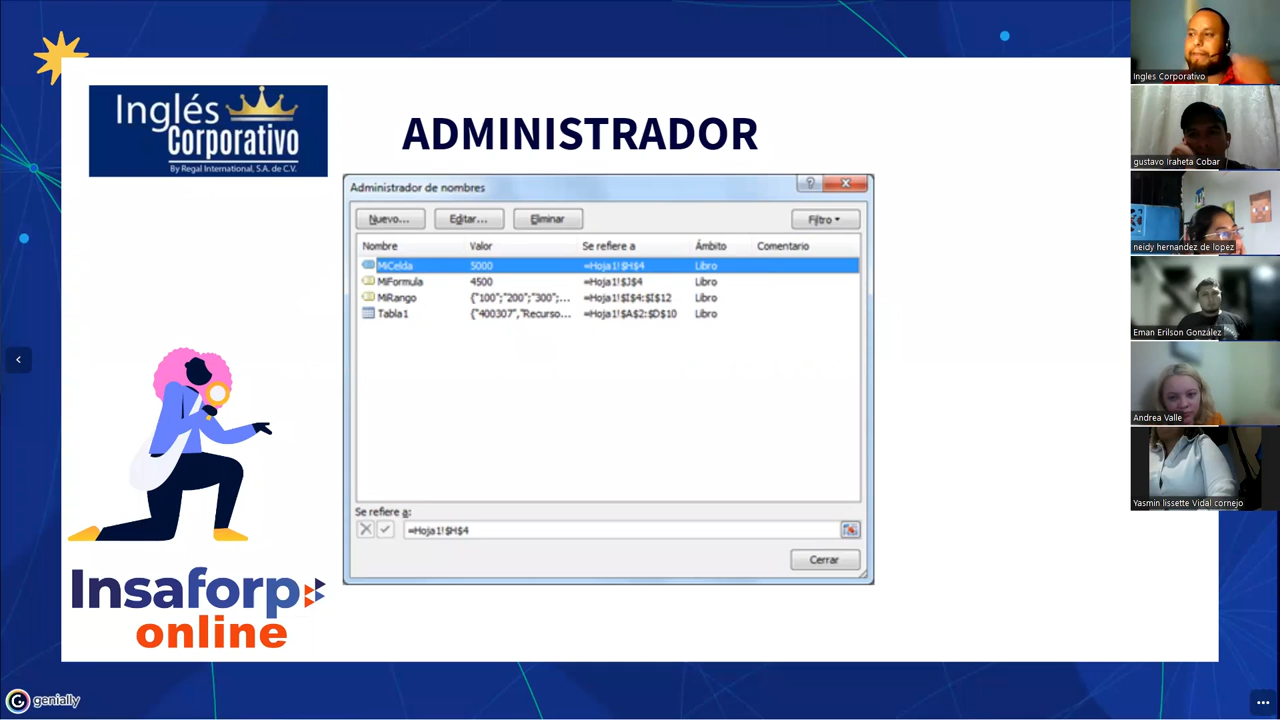 Inglés
Corporativo
By Regal International, S.A. de C.V.
ADMINISTRADOR
Administrador de nombres
Nuevo...
Editar...
Eliminar
Filtro
Nombre Valor Se refiere a Ámbito Comentario
MiCelda 5000 =Hoja1!$H$4 Libro
MiFormula 4500 =Hoja1!$J$4 Libro
MiRango {"100";"200";"300";... =Hoja1!$I$4:$I$12 Libro
Tabla1 {"400307","Recurso... =Hoja1!$A$2:$D$10 Libro
Se refiere a:
=Hoja1!$H$4
Cerrar
Insaforp
online
genially
Ingles Corporativo
gustavo Iraheta Cobar
neidy hernandez de lopez
Eman Erilson González
Andrea Valle
Yasmin lissette Vidal cornejo